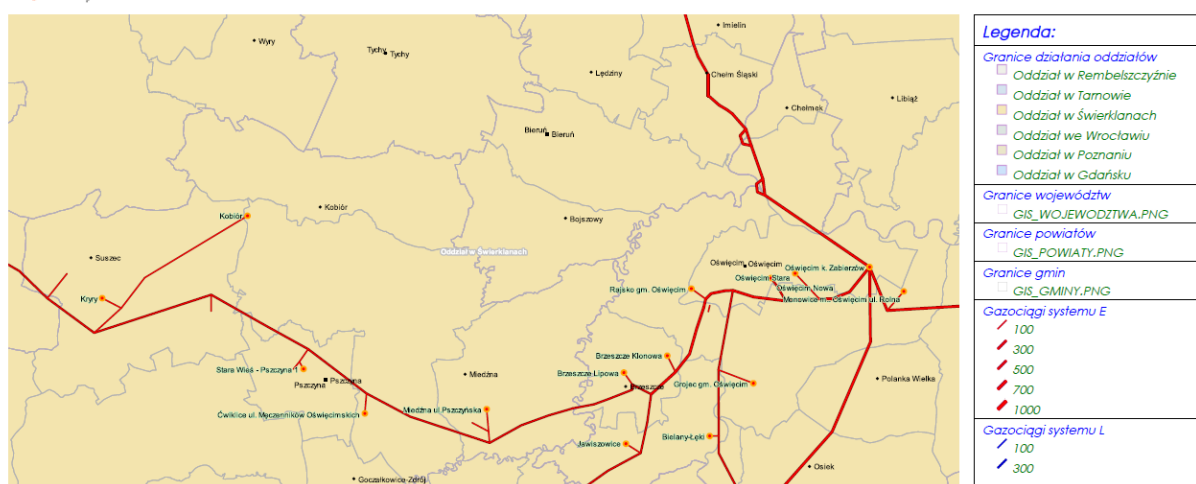 Imielin
Wyry
Tychy
Tychy
Lędziny
Chełm Śląski
Chełmek
Libiąż
Bieruń
Bieruń
Kobiór
Kobiór
Bojszowy
Oddział w Świerklanach
Suszec
Kryry
Oświęcim
Oświęcim
Oświęcim k. Zabierzów
Oświęcim Stara
Oświęcim Nowa
Rajsko gm. Oświęcim
Monowice m. Oświęcim ul. Rolna
Brzeszcze Klonowa
Stara Wieś - Pszczyna 1
Pszczyna
Pszczyna
Miedźna
Brzeszcze Lipowa
Brzeszcze
Grojec gm. Oświęcim
Polanka Wielka
Ćwiklice ul. Męczenników Oświęcimskich
Miedźna ul.Pszczyńska
Jawiszowice
Bielany-Łęki
Osiek
Goczałkowice-Zdrój
Legenda:
Granice działania oddziałów
Oddział w Rembelszczyźnie
Oddział w Tarnowie
Oddział w Świerklanach
Oddział we Wrocławiu
Oddział w Poznaniu
Oddział w Gdańsku
Granice województw
GIS_WOJEWODZTWA.PNG
Granice powiatów
GIS_POWIATY.PNG
Granice gmin
GIS_GMINY.PNG
Gazociągi systemu E
100
300
500
700
1000
Gazociągi systemu L
100
300